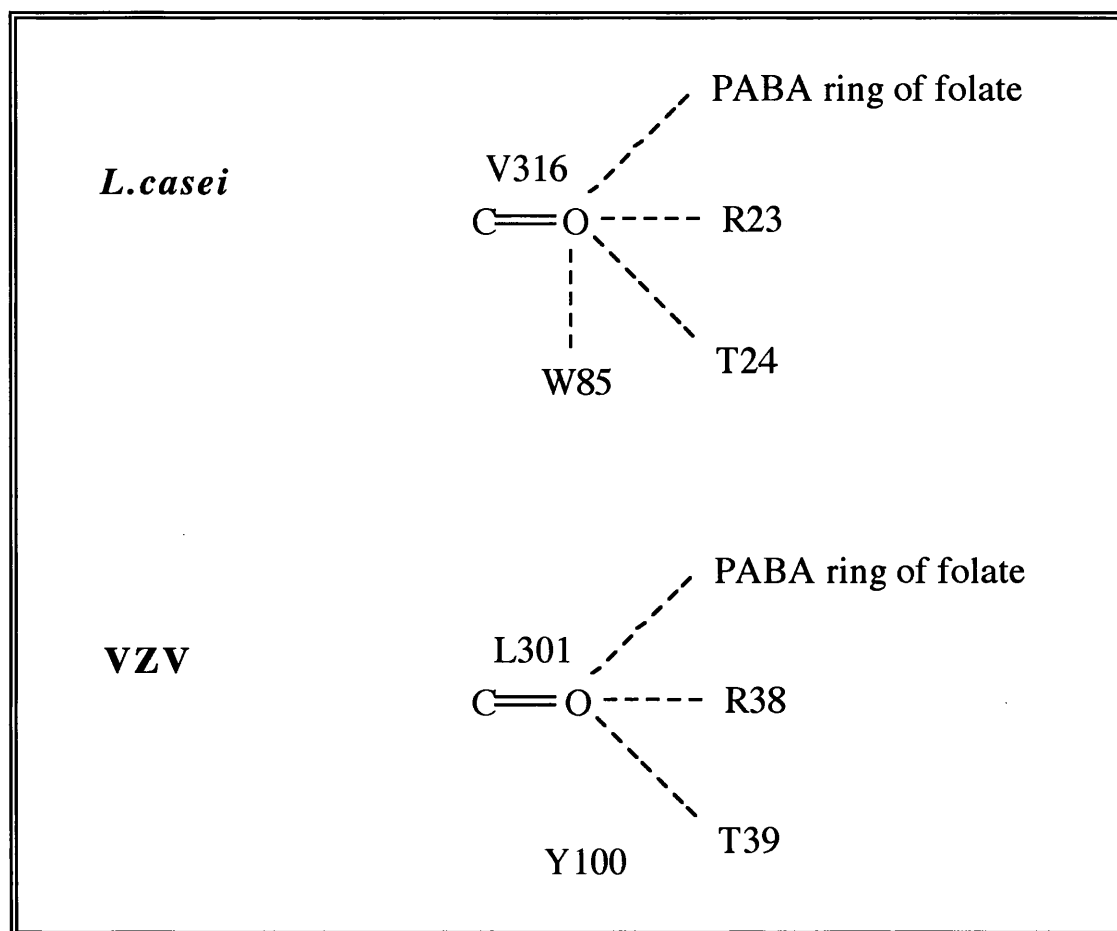 PABA ring of folate
V316
L.casei
C=O
R23
T24
W85
PABA ring of folate
L301
VZV
C=O
R38
T39
Y100